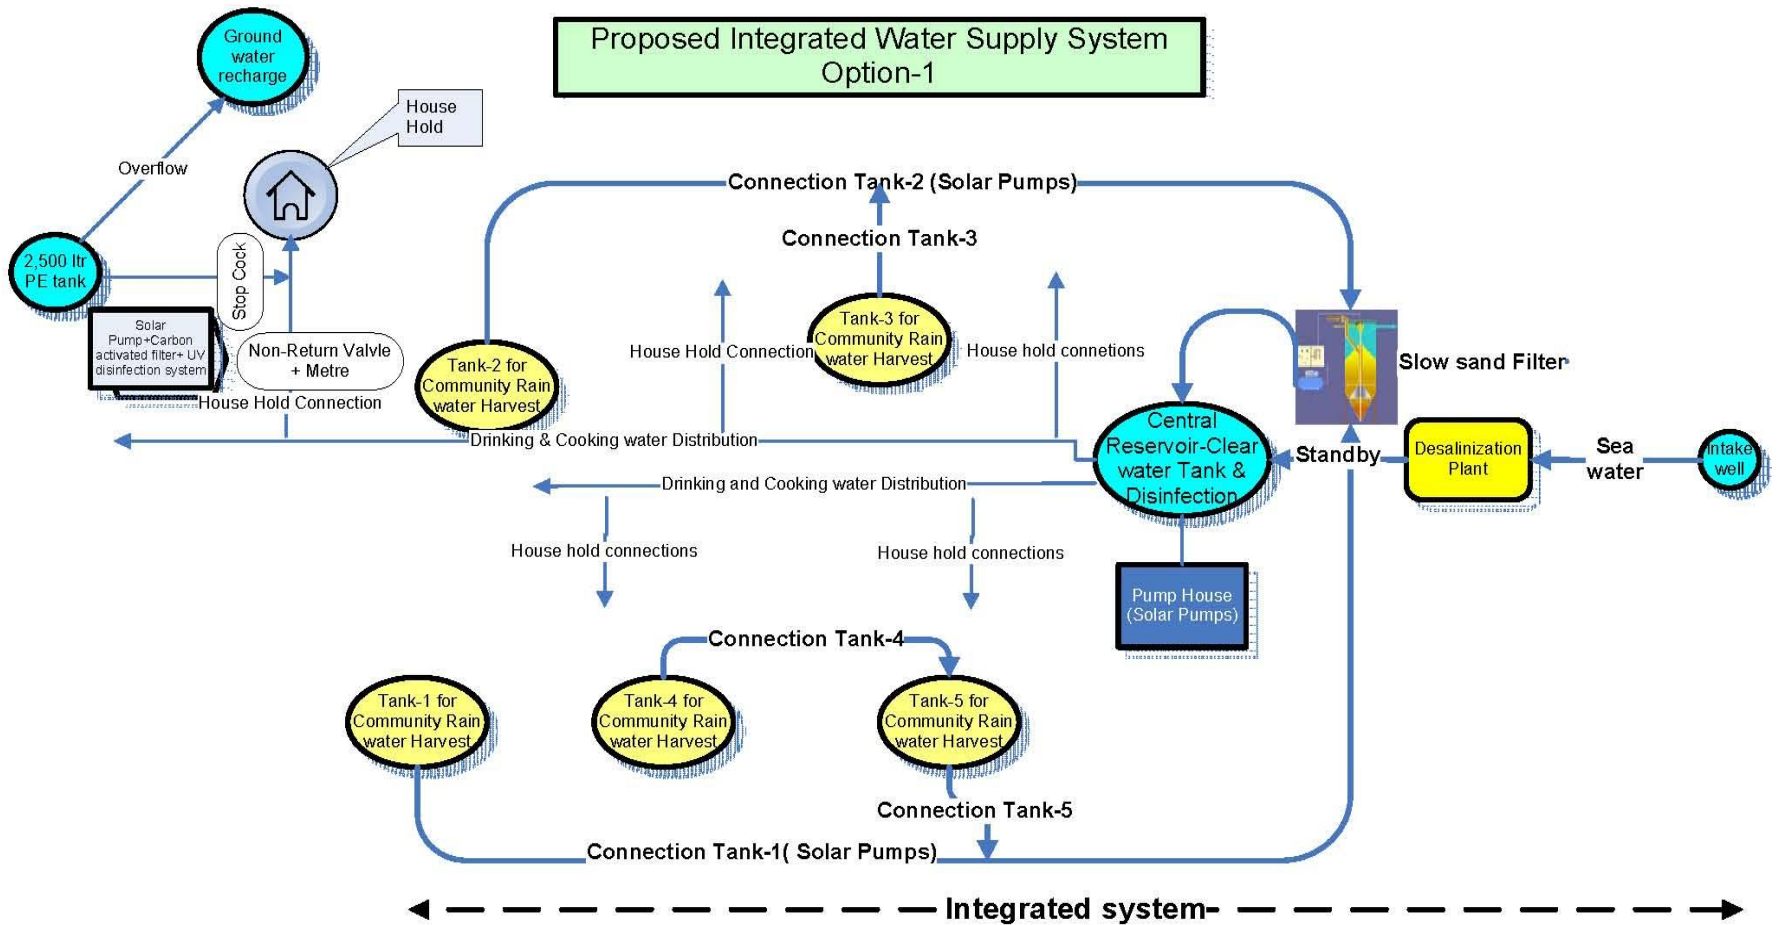 Proposed Integrated Water Supply System
Option-1
Ground
water
recharge
House
Hold
Overflow
Connection Tank-2 (Solar Pumps)
Connection Tank-3
2,500 ltr
PE tank
Stop Cock
Solar
Pump+Carbon
activated filter+ UV
disinfection system
Non-Return Valvle
+ Metre
House Hold Connection
Tank-2 for
Community Rain
water Harvest
House Hold Connection
Tank-3 for
Community Rain
water Harvest
House hold connetions
Slow sand Filter
Drinking & Cooking water Distribution
Central
Reservoir-Clear
water Tank &
Disinfection
Standby
Desalinization
Plant
Sea
water
Intake
well
Drinking and Cooking water Distribution
House hold connections
House hold connections
Pump House
(Solar Pumps)
Connection Tank-4
Tank-1 for
Community Rain
water Harvest
Tank-4 for
Community Rain
water Harvest
Tank-5 for
Community Rain
water Harvest
Connection Tank-5
Connection Tank-1( Solar Pumps)
Integrated system